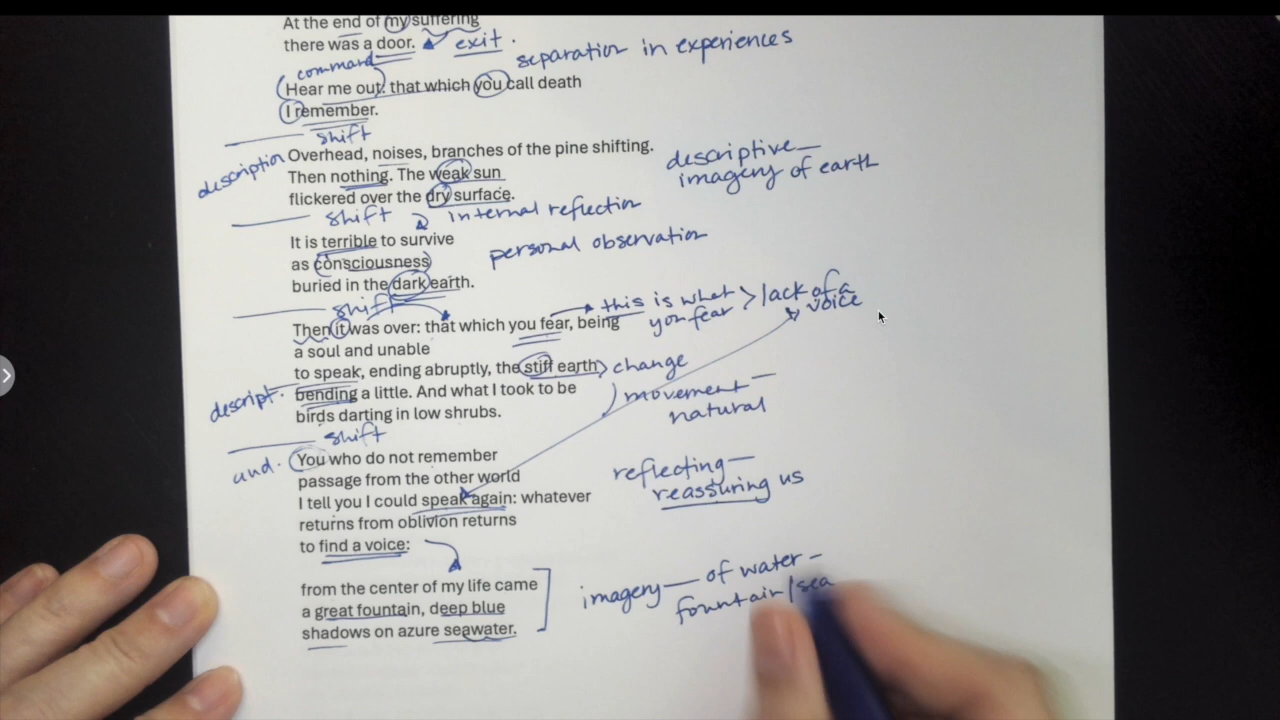 At the end of my suffering
there was a door. exit.
command separation in experiences
Hear me out: that which you call death
I remember.
shift
description Overhead, noises, branches of the pine shifting. descriptive—
Then nothing. The weak sun imagery of earth
flickered over the dry surface.
shift internal reflection
It is terrible to survive personal observation
as consciousness
buried in the dark earth.
shift this is what > lack of a
Then it was over: that which you fear, being you fear voice
a soul and unable
to speak, ending abruptly, the stiff earth change
descript. bending a little. And what I took to be movement—
birds darting in low shrubs. natural
shift
und. You who do not remember
passage from the other world reflecting—
I tell you I could speak again: whatever reassuring us
returns from oblivion returns
to find a voice:
from the center of my life came imagery— of water—
a great fountain, deep blue fountain/sea
shadows on azure seawater.